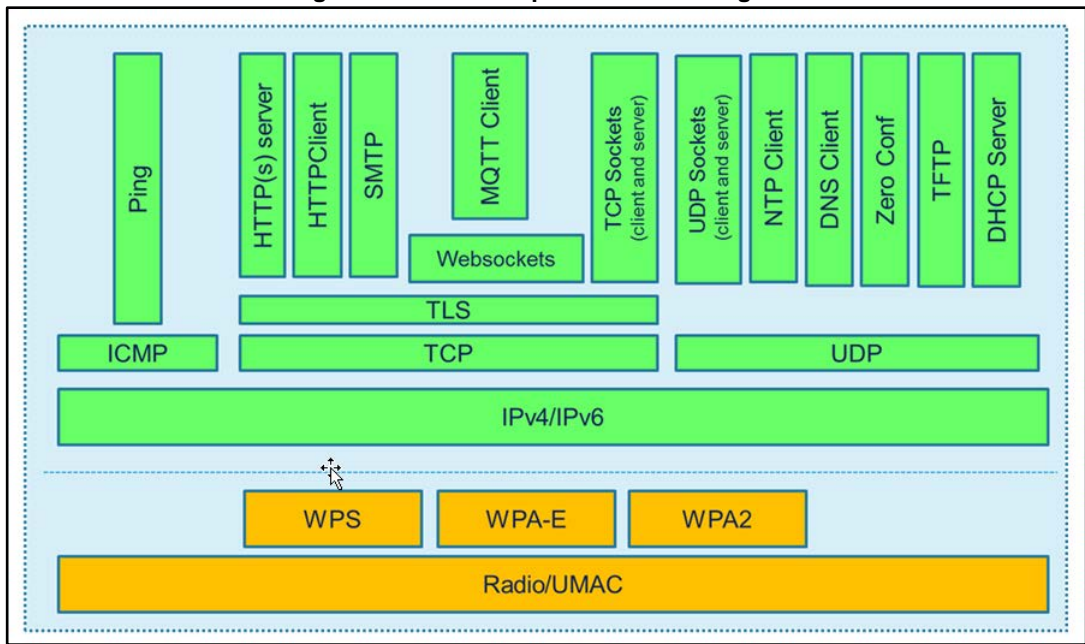 Ping
HTTP(s) server
HTTPClient
SMTP
MQTT Client
Websockets
TCP Sockets
(client and server)
UDP Sockets
(client and server)
NTP Client
DNS Client
Zero Conf
TFTP
DHCP Server
TLS
ICMP
TCP
UDP
IPv4/IPv6
WPS
WPA-E
WPA2
Radio/UMAC